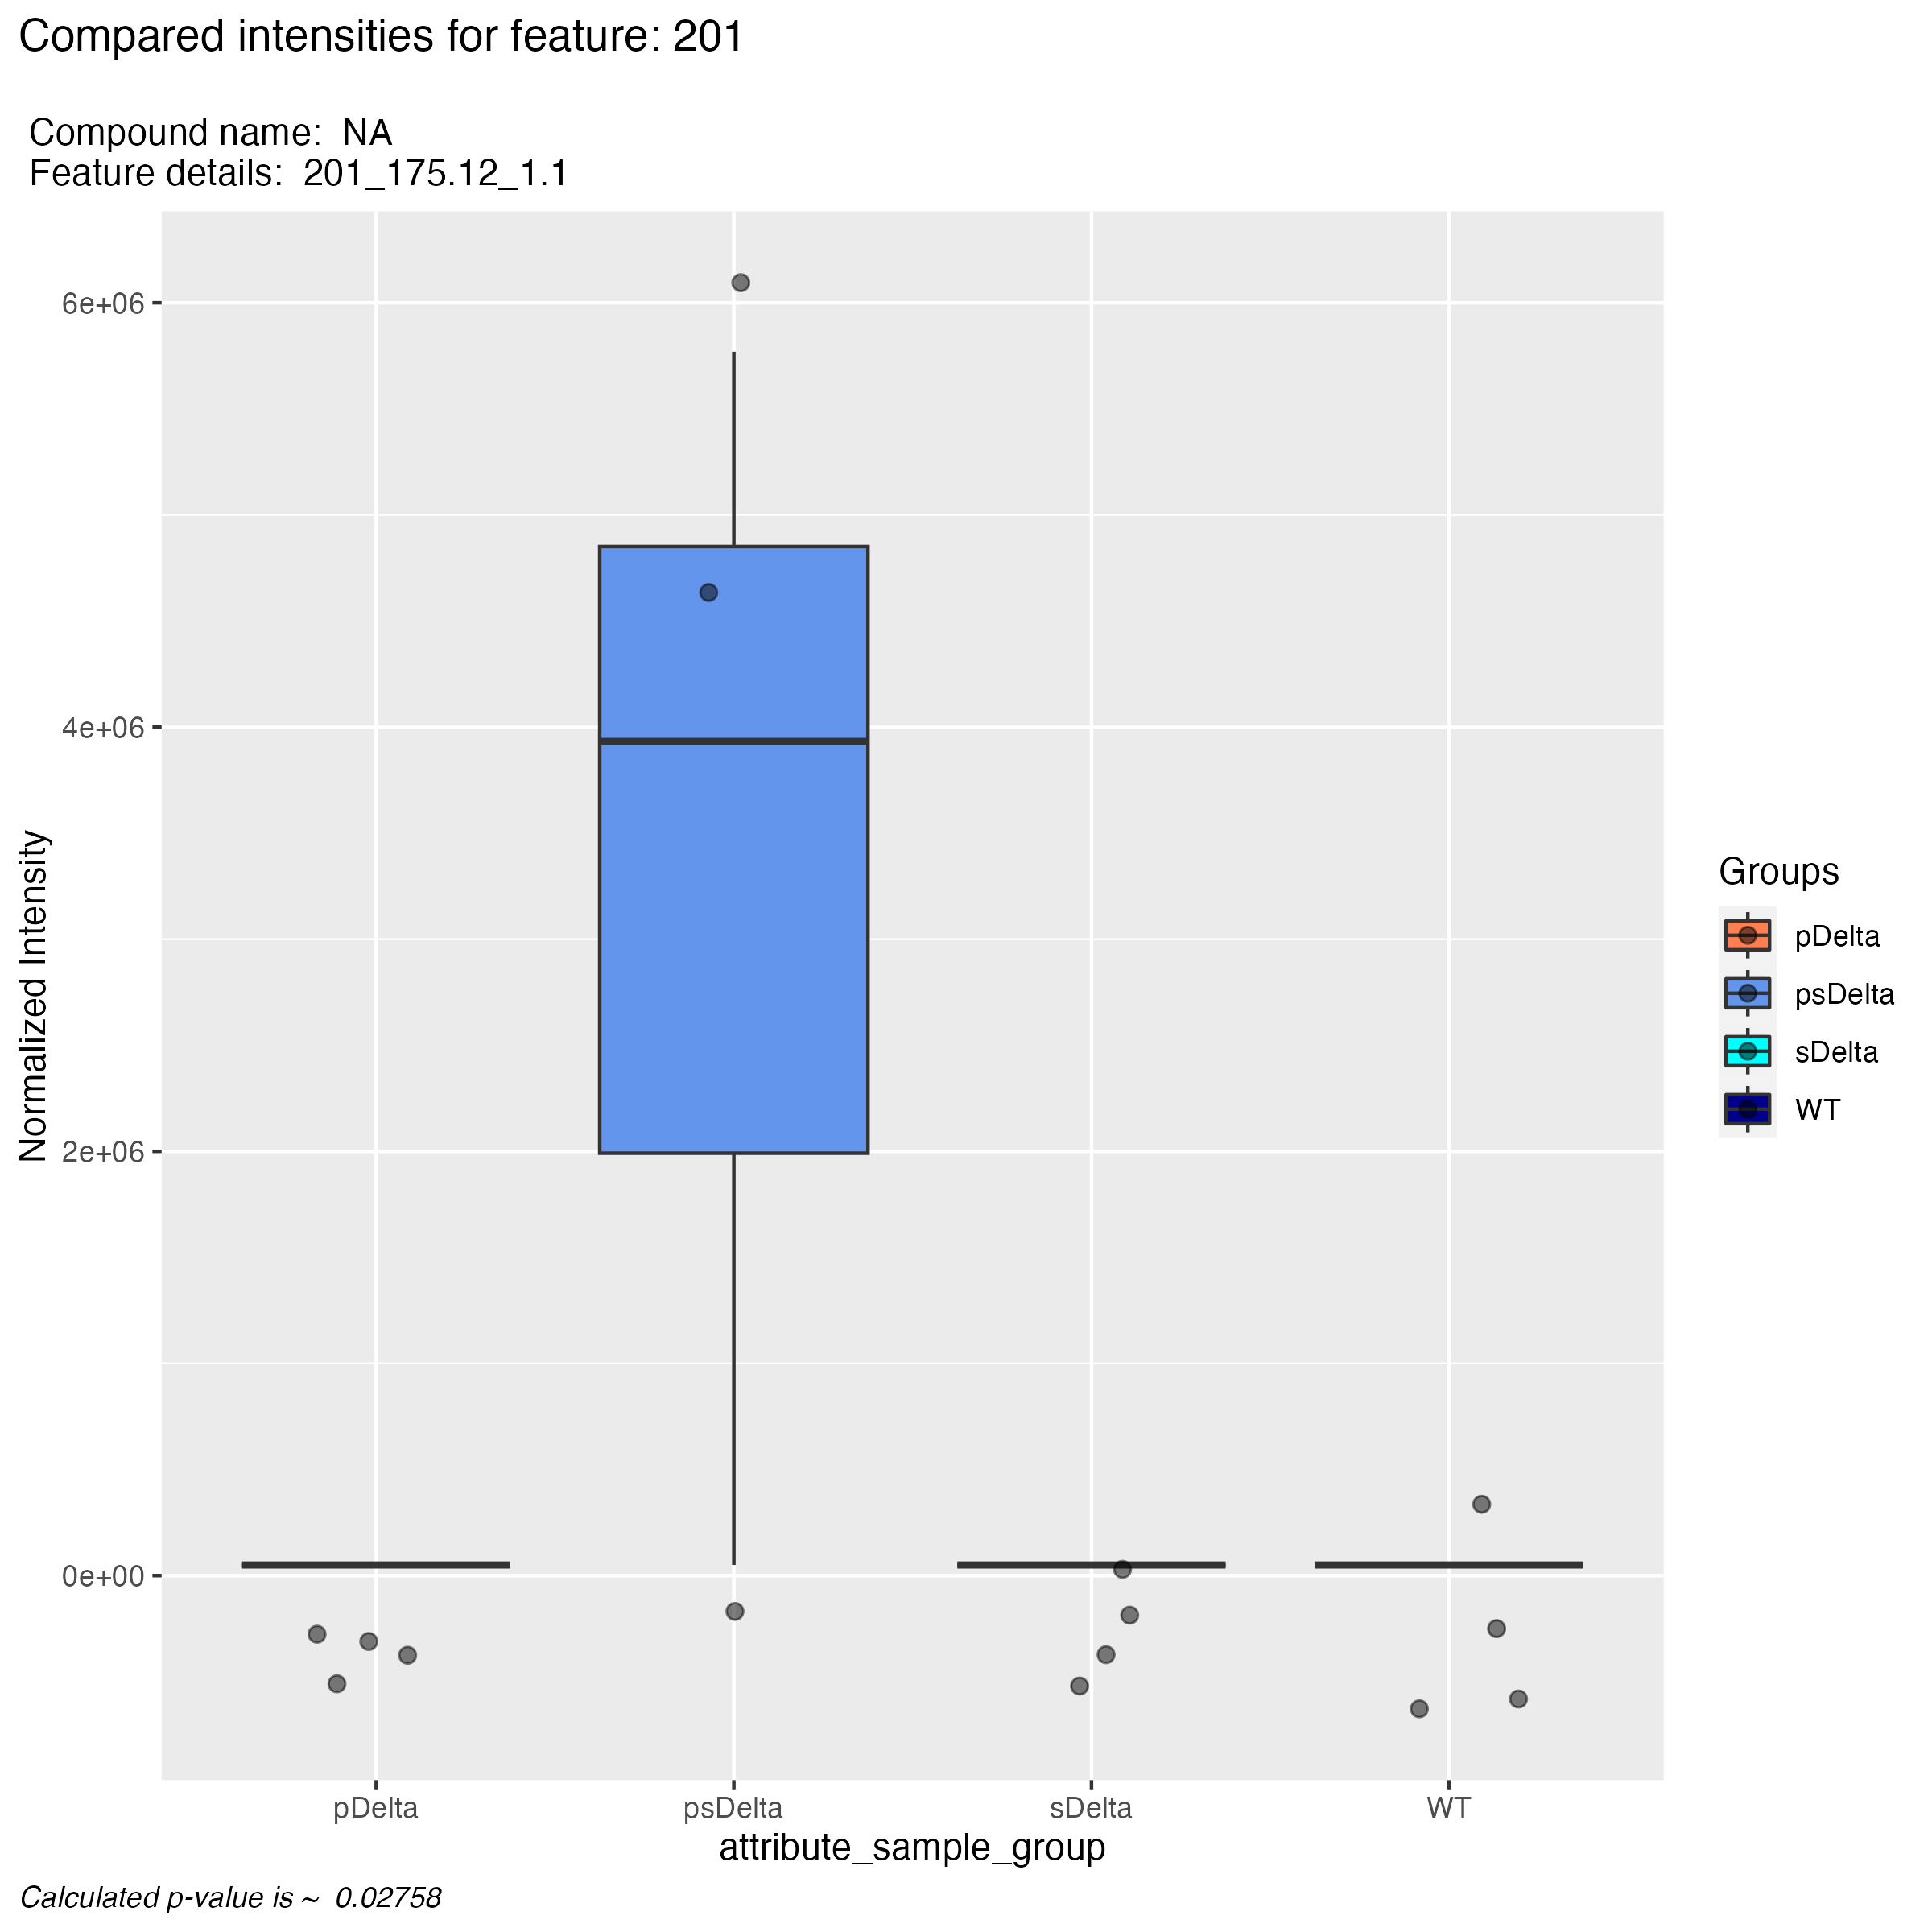 Compared intensities for feature: 201
Compound name:  NA
Feature details:  201_175.12_1.1
Normalized Intensity
6e+06
4e+06
2e+06
0e+00
pDelta
psDelta
sDelta
WT
attribute_sample_group
Groups
pDelta
psDelta
sDelta
WT
Calculated p-value is ~  0.02758